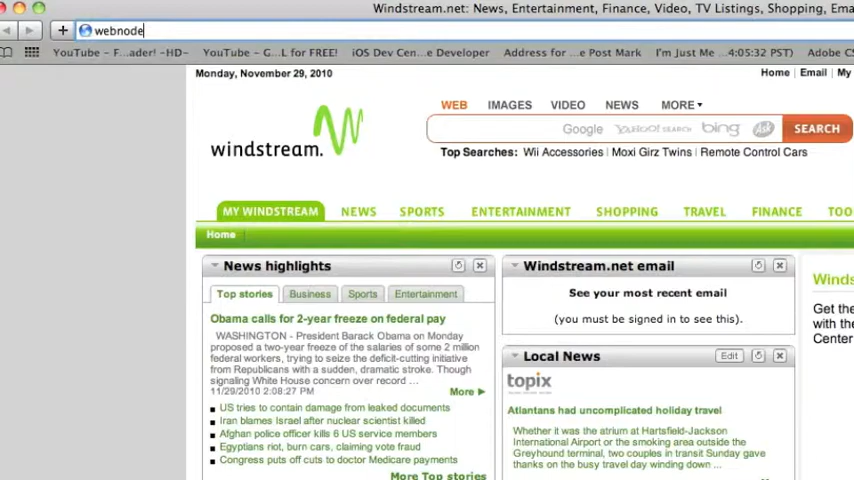 Windstream.net: News, Entertainment, Finance, Video, TV Listings, Shopping, Ema
webnode
YouTube - F...ader! -HD- YouTube - G...L for FREE! iOS Dev Cen...e Developer Address for ...e Post Mark I'm Just Me ...4:05:32 PST) Adobe CS
Monday, November 29, 2010
Home | Email | My
WEB IMAGES VIDEO NEWS MORE
windstream.
Google YAHOO! SEARCH bing Ask SEARCH
Top Searches: Wii Accessories | Moxi Girz Twins | Remote Control Cars
MY WINDSTREAM NEWS SPORTS ENTERTAINMENT SHOPPING TRAVEL FINANCE TOO
Home
News highlights
Top stories Business Sports Entertainment
Obama calls for 2-year freeze on federal pay
WASHINGTON - President Barack Obama on Monday
proposed a two-year freeze of the salaries of some 2 million
federal workers, trying to seize the deficit-cutting initiative
from Republicans with a sudden, dramatic stroke. Though
signaling White House concern over record ...
11/29/2010 2:08:27 PM
More
US tries to contain damage from leaked documents
Iran blames Israel after nuclear scientist killed
Afghan police officer kills 6 US service members
Egyptians riot, burn cars, claiming vote fraud
Congress puts off cuts to doctor Medicare payments
More Top stories
Windstream.net email
See your most recent email
(you must be signed in to see this).
Local News
Edit
topix
Atlantans had uncomplicated holiday travel
Whether it was the atrium at Hartsfield-Jackson
International Airport or the smoking area outside the
Greyhound terminal, two couples in transit Sunday gave
thanks on the busy travel day winding down ...
Winds
Get the
with the
Center